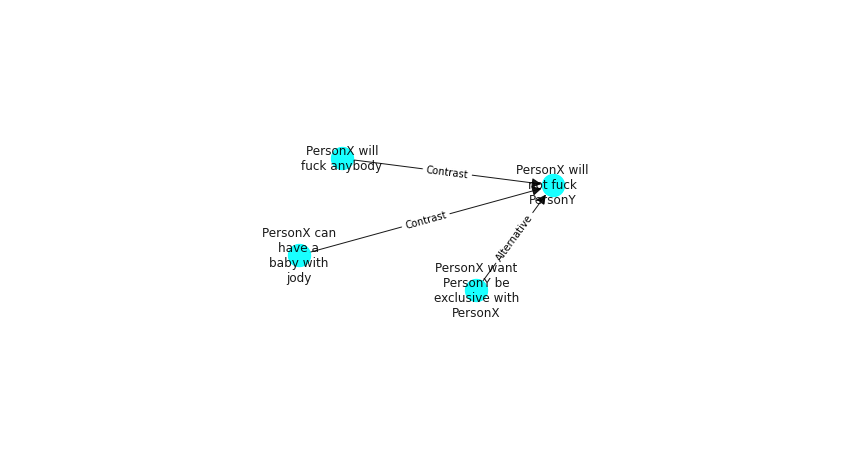 PersonX will
fuck anybody
Contrast
PersonX will
not fuck
PersonY
Contrast
PersonX can
have a
baby with
jody
Alternative
PersonX want
PersonY be
exclusive with
PersonX